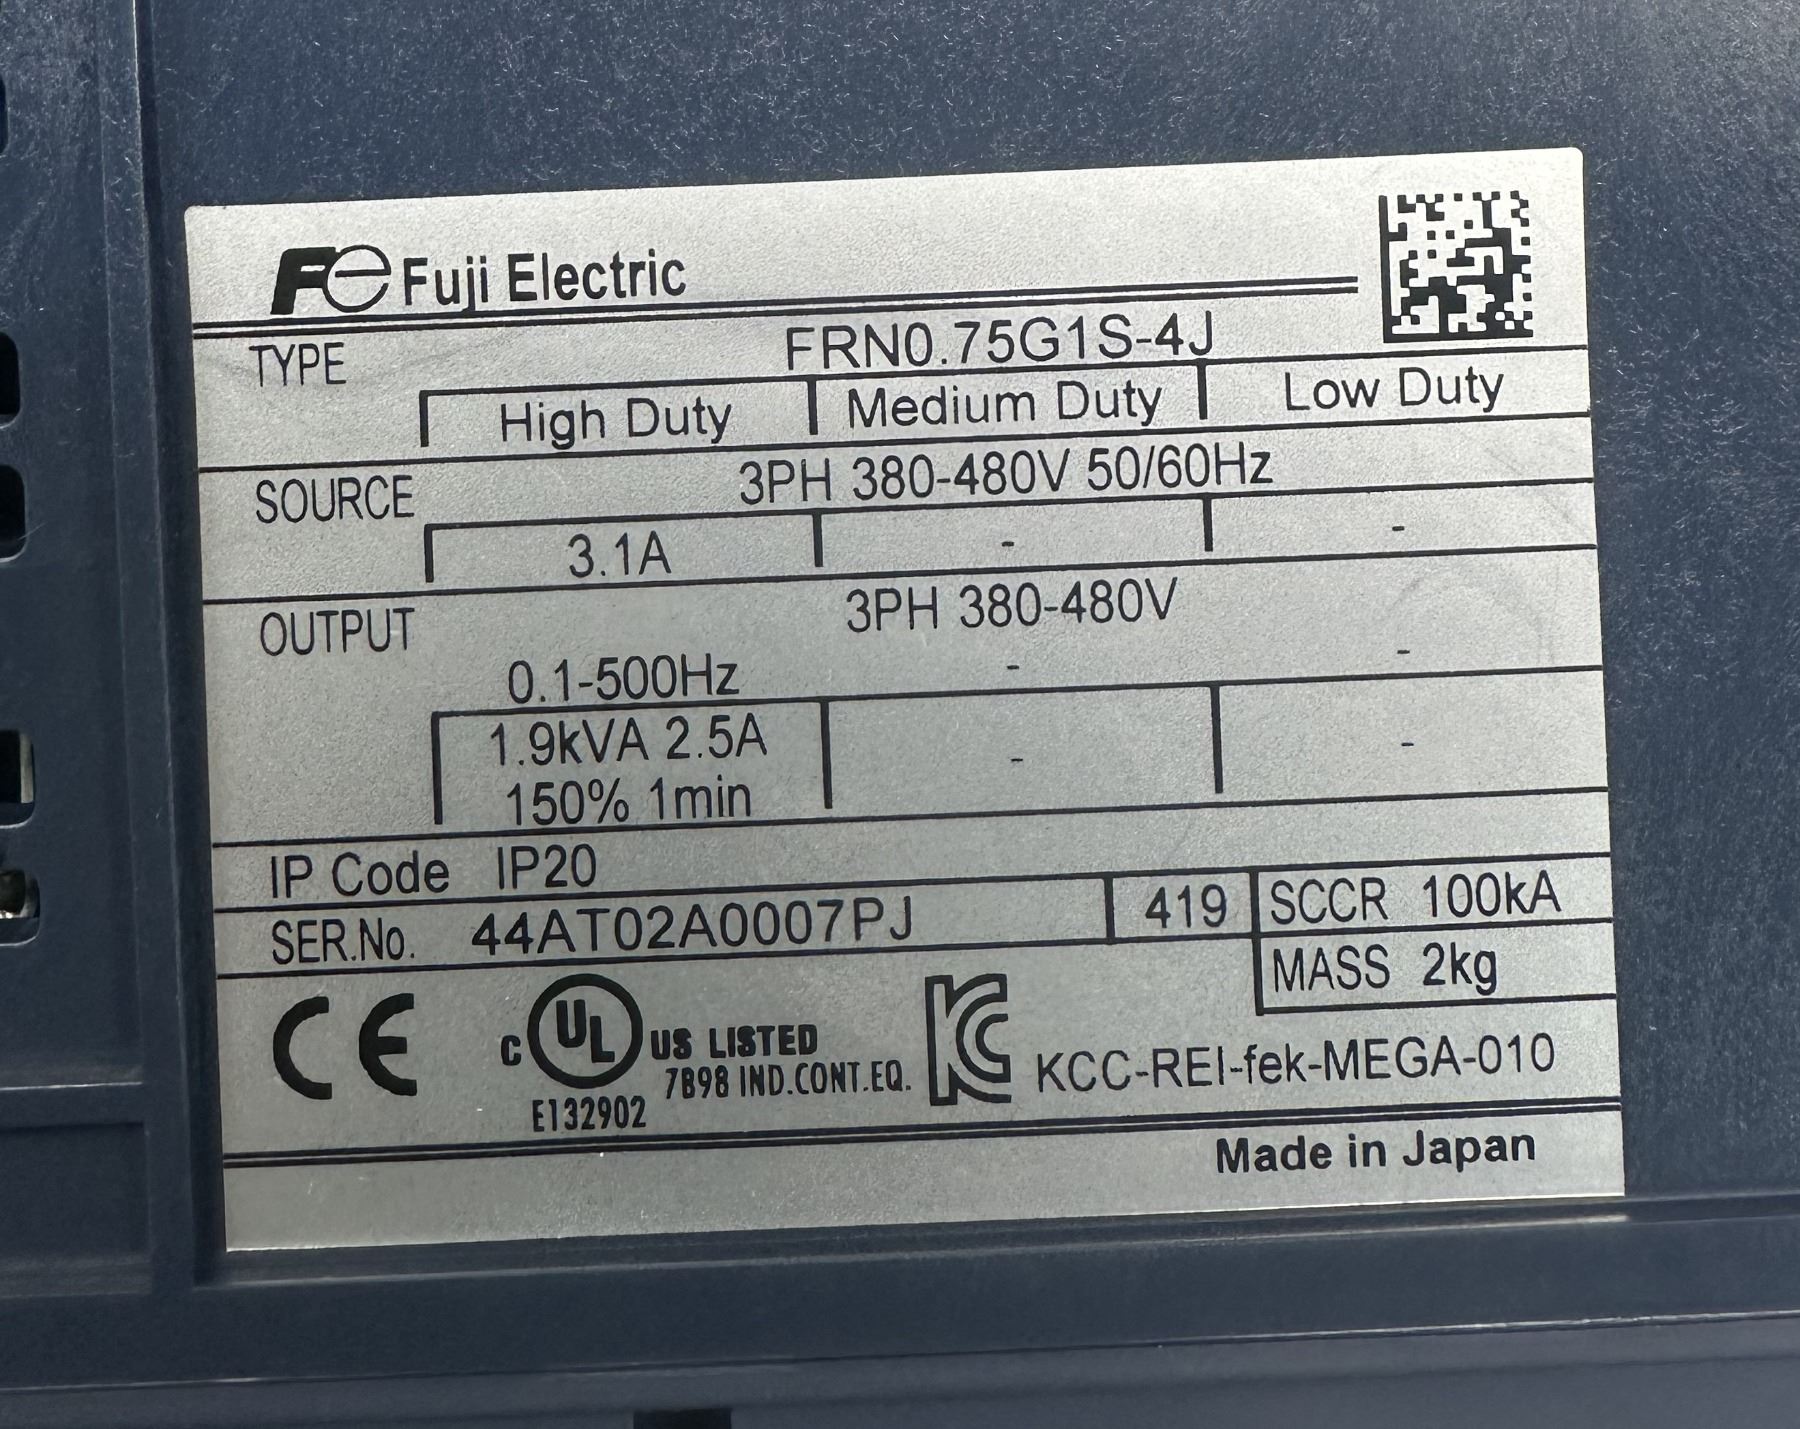 Fe Fuji Electric
TYPE FRN0.75G1S-4J
High Duty Medium Duty Low Duty
SOURCE 3PH 380-480V 50/60Hz
3.1A - -
OUTPUT 3PH 380-480V
0.1-500Hz - -
1.9kVA 2.5A - -
150% 1min
IP Code IP20
SER.No. 44AT02A0007PJ 419 SCCR 100kA
MASS 2kg
CE c UL US LISTED KC KCC-REI-fek-MEGA-010
7B98 IND.CONT.EQ.
E132902
Made in Japan